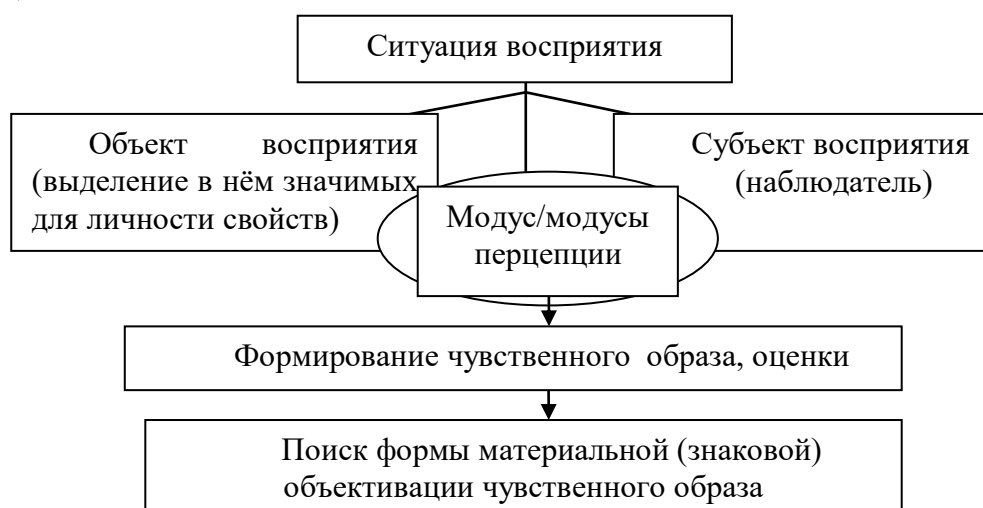 Ситуация восприятия
Объект восприятия
(выделение в нём значимых
для личности свойств)
Субъект восприятия
(наблюдатель)
Модус/модусы
перцепции
Формирование чувственного образа, оценки
Поиск формы материальной (знаковой)
объективации чувственного образа